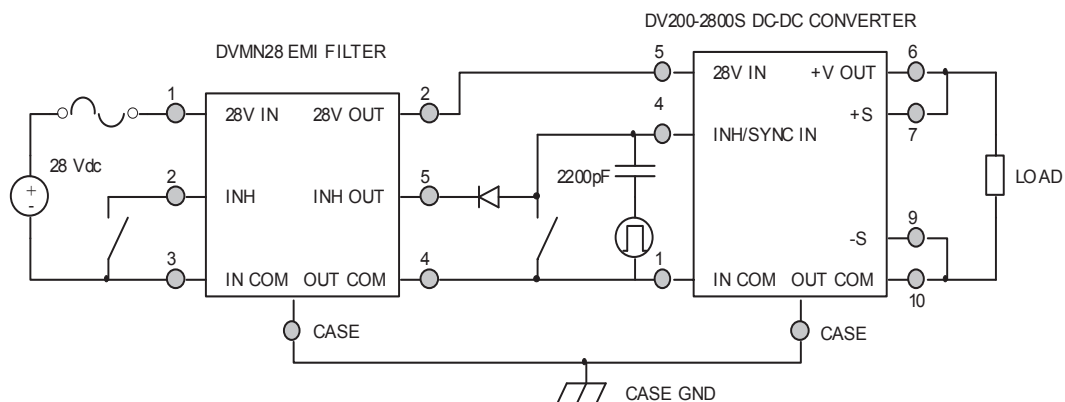 DV200-2800S DC-DC CONVERTER
DVMN28 EMI FILTER
5
28V IN
+V OUT
6
1
28V IN
28V OUT
2
4
INH/SYNC IN
+S
7
28 Vdc
+
-
2
INH
INH OUT
5
2200pF
LOAD
-S
9
3
IN COM
OUT COM
4
1
IN COM
OUT COM
10
CASE
CASE
CASE GND